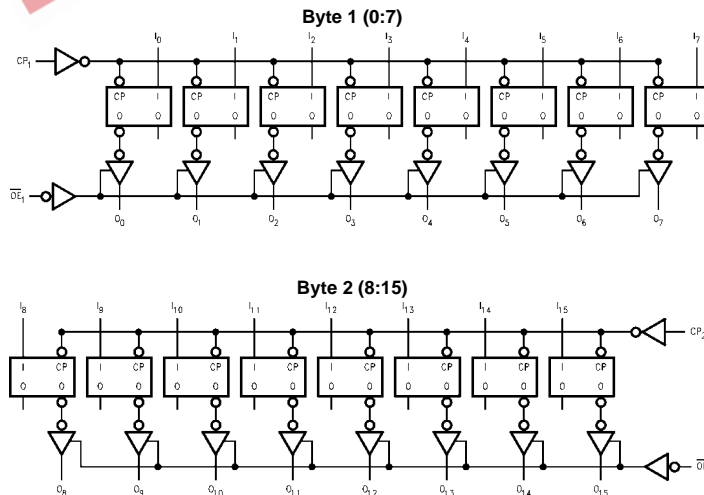 Byte 1 (0:7)
I0 I1 I2 I3 I4 I5 I6 I7
CP1
CP I CP I CP I CP I CP I CP I CP I CP I
O O O O O O O O O O O O O O O O
OE1
O0 O1 O2 O3 O4 O5 O6 O7
Byte 2 (8:15)
I8 I9 I10 I11 I12 I13 I14 I15
CP2
I CP I CP I CP I CP I CP I CP I CP I CP
O O O O O O O O O O O O O O O O
O8 O9 O10 O11 O12 O13 O14 O15